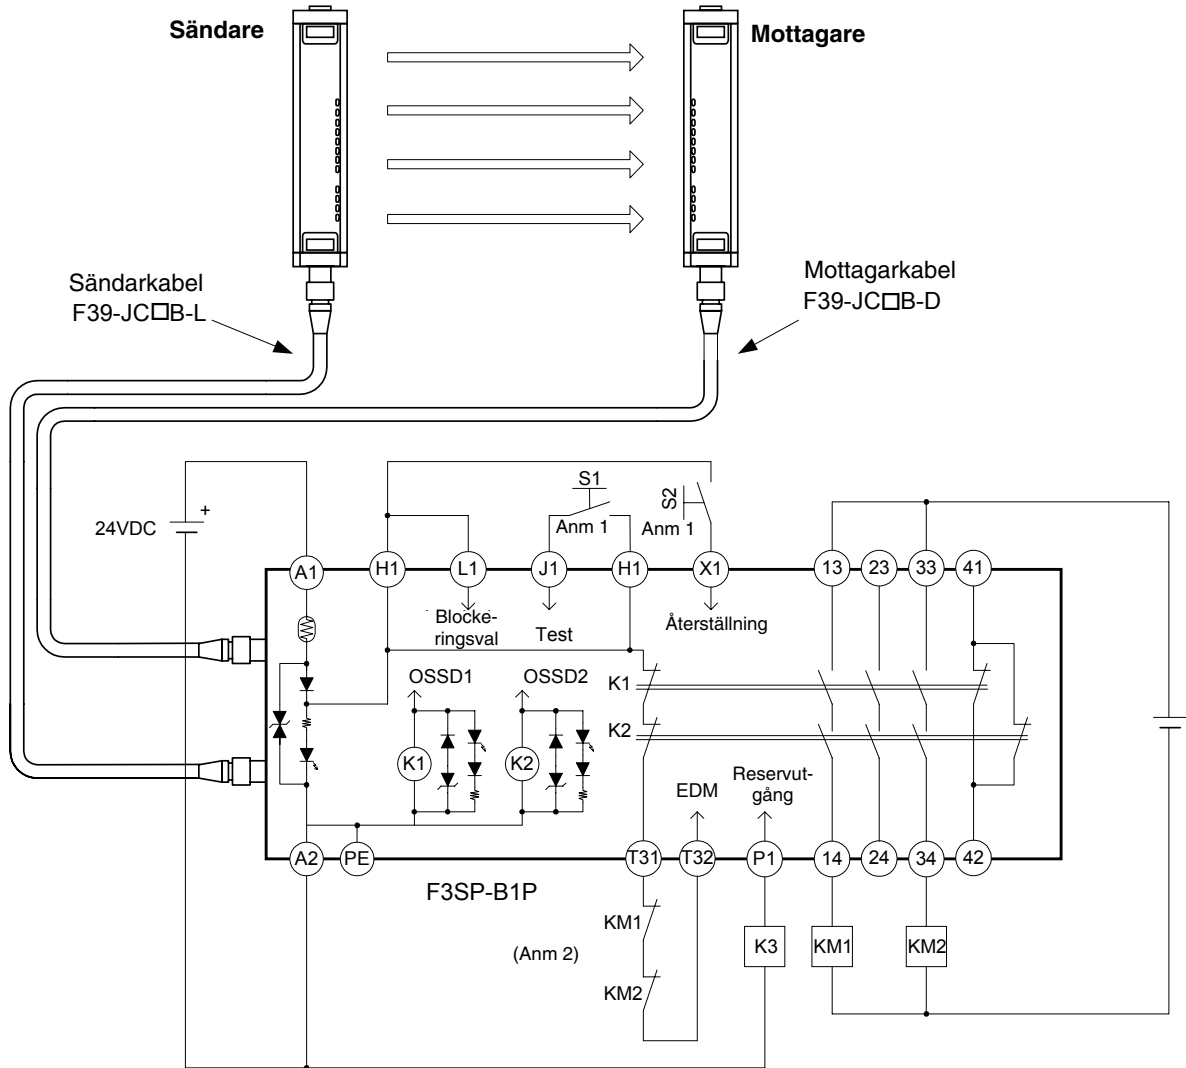 Sändare
Mottagare
Sändarkabel
F39-JC□B-L
Mottagarkabel
F39-JC□B-D
24VDC
+
S1
Anm 1
S2
Anm 1
A1
H1
L1
J1
H1
X1
13
23
33
41
Blocke-
ringsval
Test
Återställning
OSSD1
OSSD2
K1
K2
K1
K2
EDM
Reservut-
gång
A2
PE
T31
T32
P1
14
24
34
42
F3SP-B1P
KM1
(Anm 2)
KM2
K3
KM1
KM2